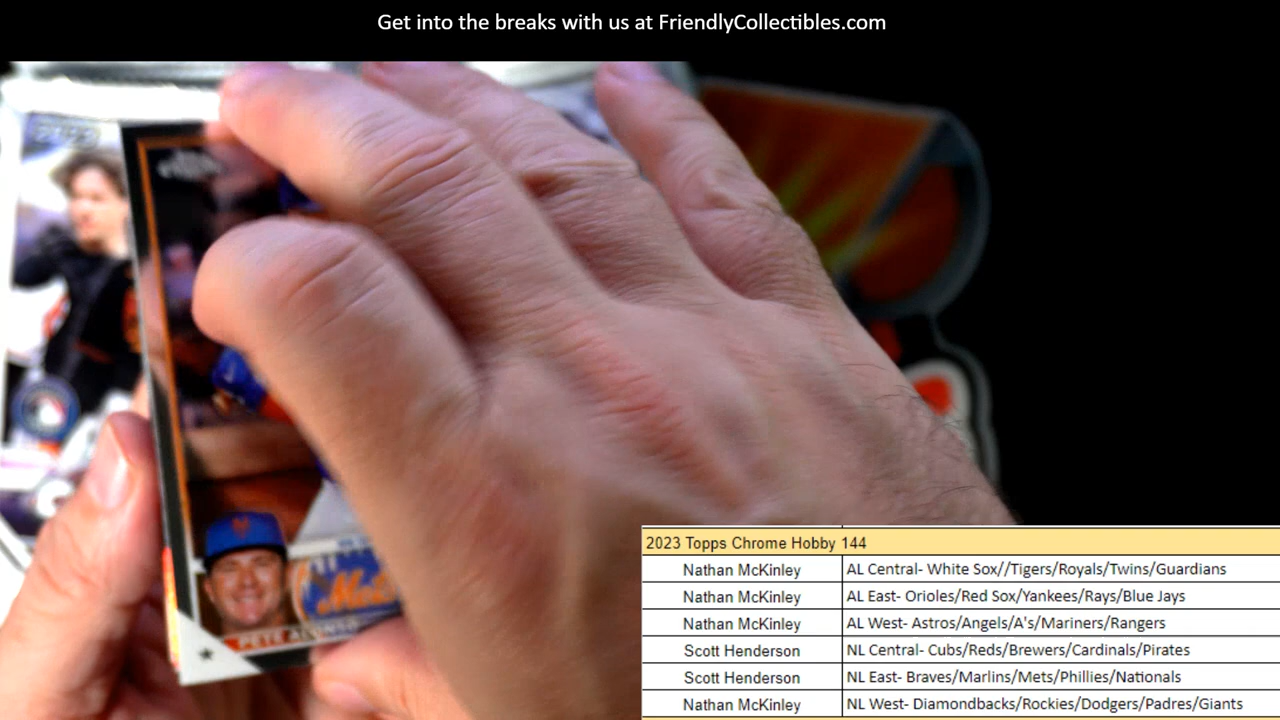 Get into the breaks with us at FriendlyCollectibles.com
Mets
PETE ALONSO
2023 Topps Chrome Hobby 144
Nathan McKinley AL Central- White Sox//Tigers/Royals/Twins/Guardians
Nathan McKinley AL East- Orioles/Red Sox/Yankees/Rays/Blue Jays
Nathan McKinley AL West- Astros/Angels/A's/Mariners/Rangers
Scott Henderson NL Central- Cubs/Reds/Brewers/Cardinals/Pirates
Scott Henderson NL East- Braves/Marlins/Mets/Phillies/Nationals
Nathan McKinley NL West- Diamondbacks/Rockies/Dodgers/Padres/Giants